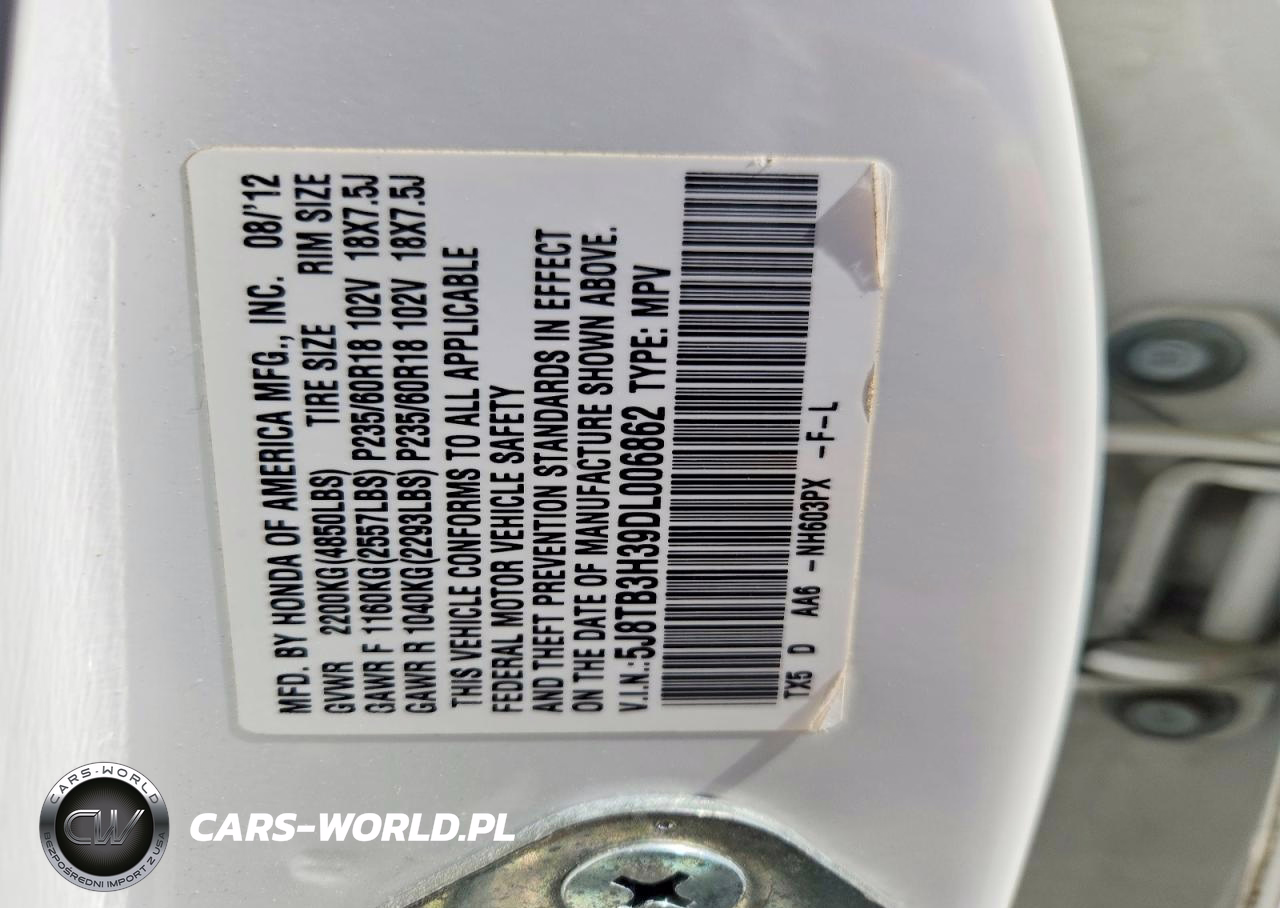 MFD. BY HONDA OF AMERICA MFG., INC. 08/'12
GVWR 2200KG(4850LBS) TIRE SIZE RIM SIZE
GAWR F 1160KG(2557LBS) P235/60R18 102V 18X7.5J
GAWR R 1040KG(2293LBS) P235/60R18 102V 18X7.5J
THIS VEHICLE CONFORMS TO ALL APPLICABLE
FEDERAL MOTOR VEHICLE SAFETY
AND THEFT PREVENTION STANDARDS IN EFFECT
ON THE DATE OF MANUFACTURE SHOWN ABOVE.
V.I.N.:5J8TB3H39DL006862 TYPE: MPV
TX5 D AA6 -NH603PX -F-L
CARS-WORLD
CW
BEZPOŚREDNI IMPORT Z USA
CARS-WORLD.PL